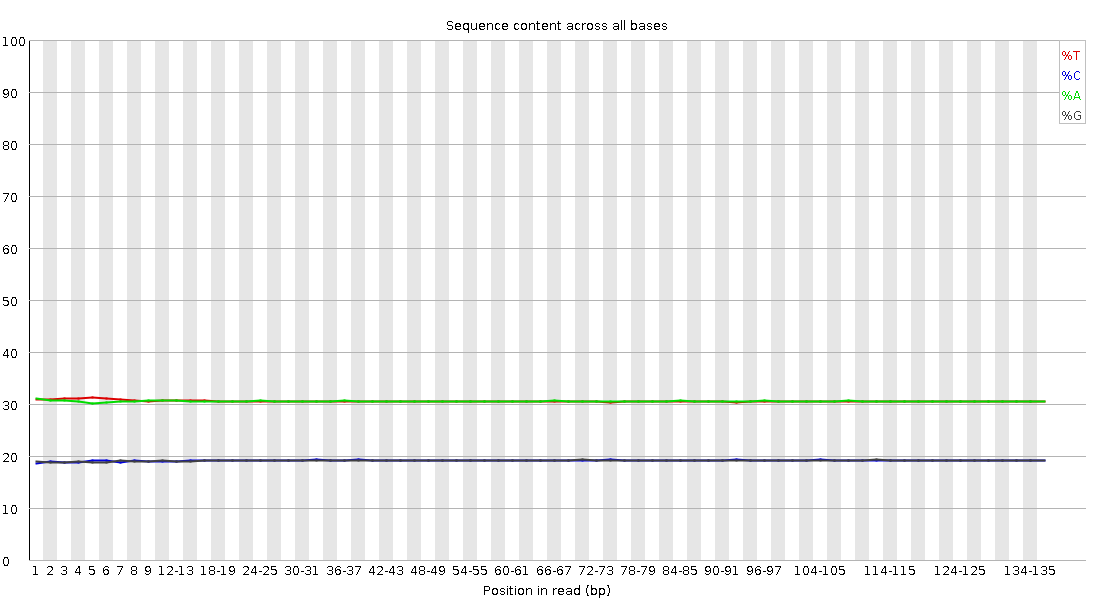 Sequence content across all bases
100
90
80
70
60
50
40
30
20
10
0
%T
%C
%A
%G
1 2 3 4 5 6 7 8 9 12-13 18-19 24-25 30-31 36-37 42-43 48-49 54-55 60-61 66-67 72-73 78-79 84-85 90-91 96-97 104-105 114-115 124-125 134-135
Position in read (bp)